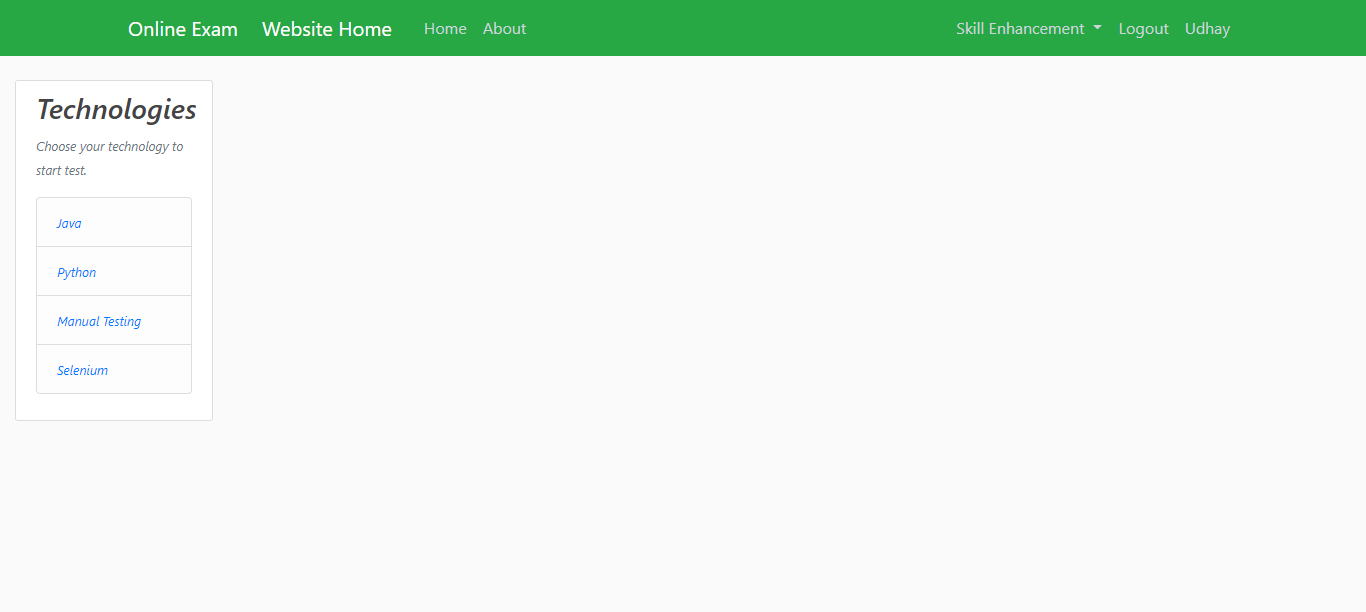 Online Exam Website Home Home About Skill Enhancement Logout Udhay
Technologies
Choose your technology to
start test.
Java
Python
Manual Testing
Selenium